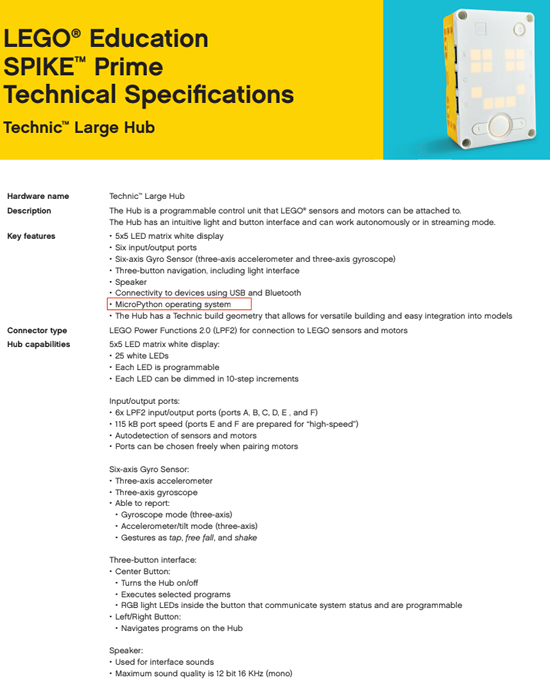 LEGO® Education
SPIKE™ Prime
Technical Specifications
Technic™ Large Hub
Hardware name Technic™ Large Hub
Description The Hub is a programmable control unit that LEGO® sensors and motors can be attached to.
The Hub has an intuitive light and button interface and can work autonomously or in streaming mode.
Key features • 5x5 LED matrix white display
• Six input/output ports
• Six-axis Gyro Sensor (three-axis accelerometer and three-axis gyroscope)
• Three-button navigation, including light interface
• Speaker
• Connectivity to devices using USB and Bluetooth
• MicroPython operating system
• The Hub has a Technic build geometry that allows for versatile building and easy integration into models
Connector type LEGO Power Functions 2.0 (LPF2) for connection to LEGO sensors and motors
Hub capabilities 5x5 LED matrix white display:
• 25 white LEDs
• Each LED is programmable
• Each LED can be dimmed in 10-step increments
Input/output ports:
• 6x LPF2 input/output ports (ports A, B, C, D, E , and F)
• 115 kB port speed (ports E and F are prepared for “high-speed”)
• Autodetection of sensors and motors
• Ports can be chosen freely when pairing motors
Six-axis Gyro Sensor:
• Three-axis accelerometer
• Three-axis gyroscope
• Able to report:
• Gyroscope mode (three-axis)
• Accelerometer/tilt mode (three-axis)
• Gestures as tap, free fall, and shake
Three-button interface:
• Center Button:
• Turns the Hub on/off
• Executes selected programs
• RGB light LEDs inside the button that communicate system status and are programmable
• Left/Right Button:
• Navigates programs on the Hub
Speaker:
• Used for interface sounds
• Maximum sound quality is 12 bit 16 KHz (mono)